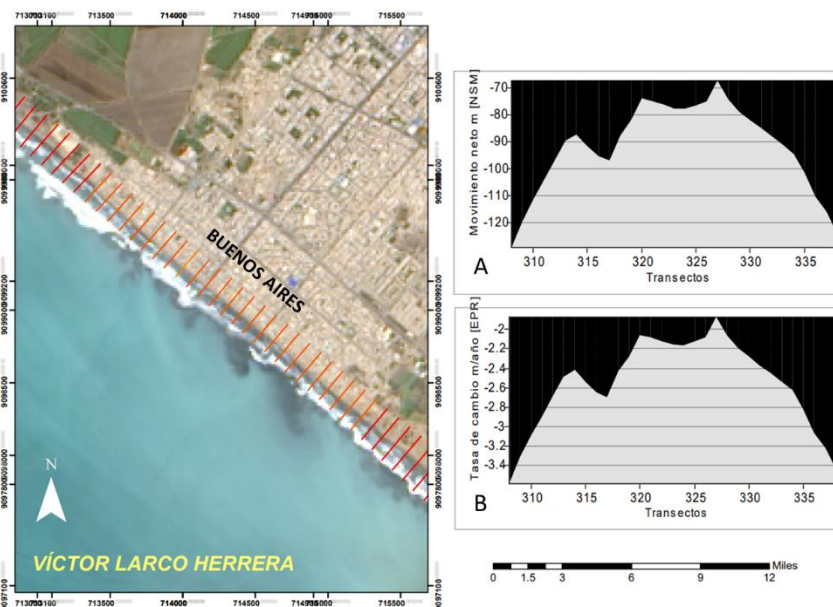 713500 714000 715500
-70
-80
-90
-100
-110
-120
310 315 320 325 330 335
Movimiento neto m [NSM]
A
Transectos
-2
-2.2
-2.4
-2.6
-2.8
-3
-3.2
-3.4
310 315 320 325 330 335
Tasa de cambio m/año [EPR]
B
Transectos
9100600
BUENOS AIRES
9099200
9099000
9098500
N
VÍCTOR LARCO HERRERA
713500 714000 714500 715500
0 1.5 3 6 9 12 Miles